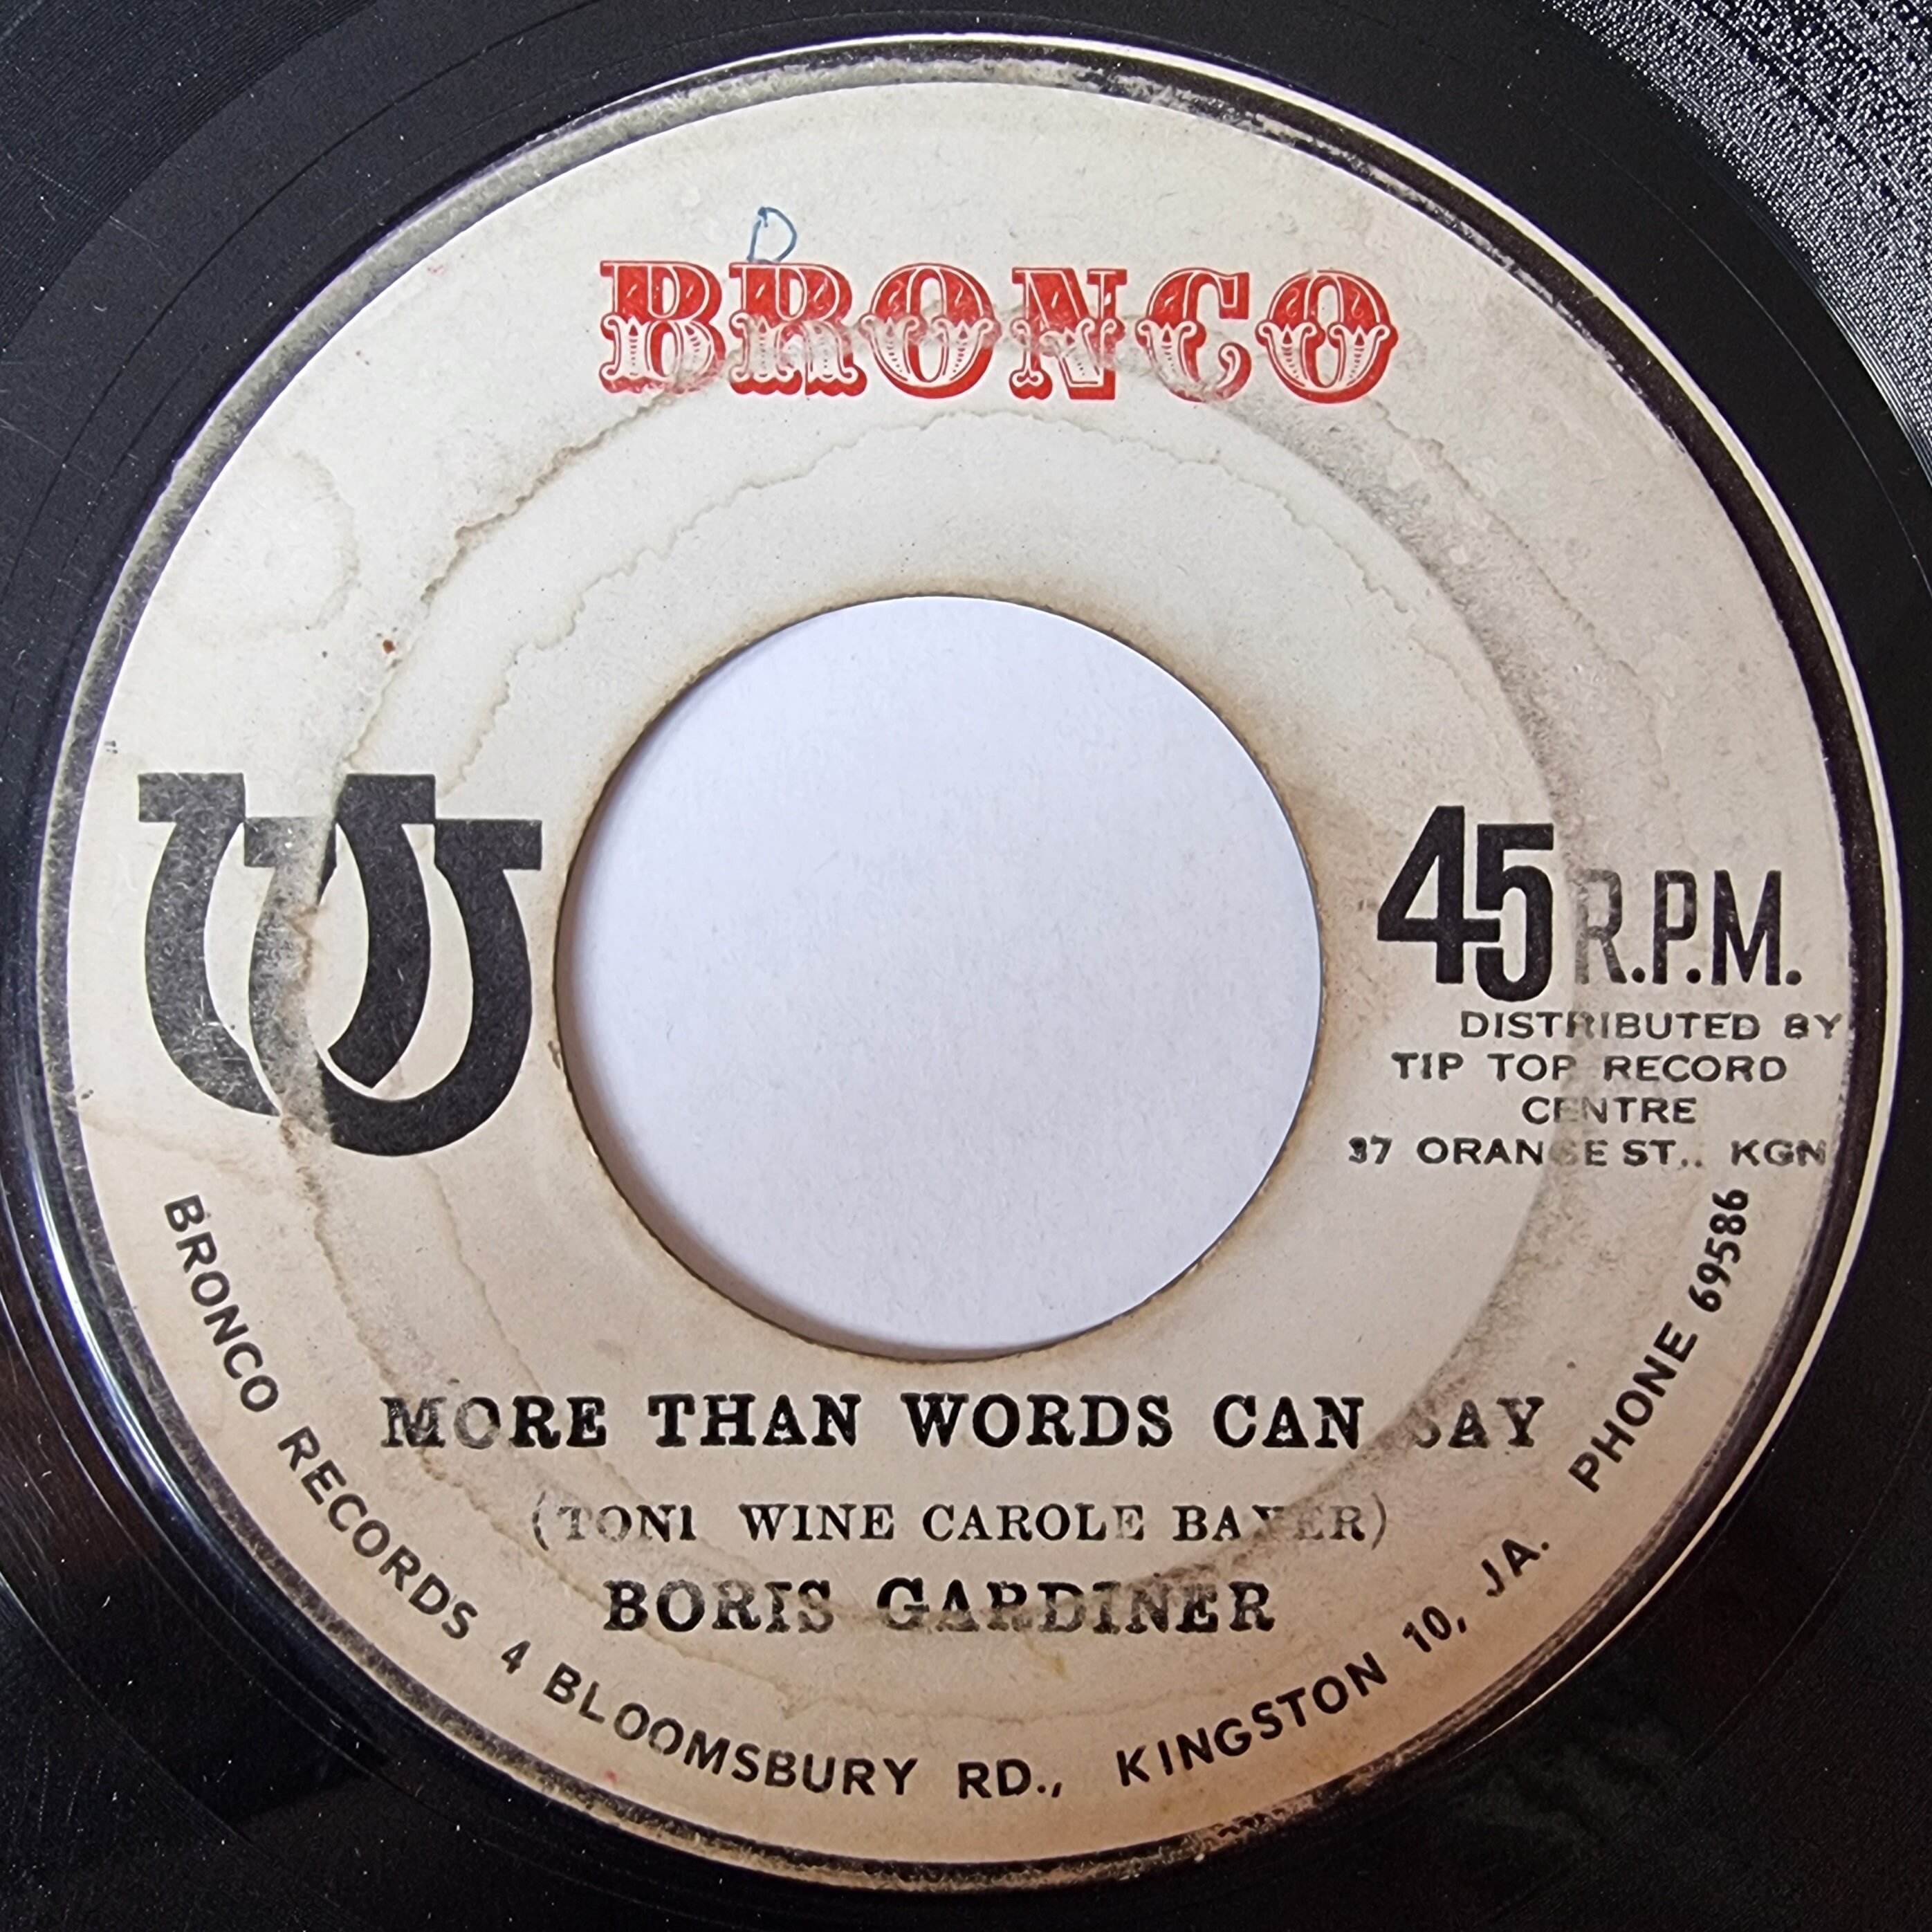 D
BRONCO
45 R.P.M.
DISTRIBUTED BY
TIP TOP RECORD
CENTRE
37 ORANGE ST., KGN
MORE THAN WORDS CAN SAY
(TONI WINE CAROLE BAYER)
BORIS GARDINER
BRONCO RECORDS 4 BLOOMSBURY RD., KINGSTON 10, JA. PHONE 69586